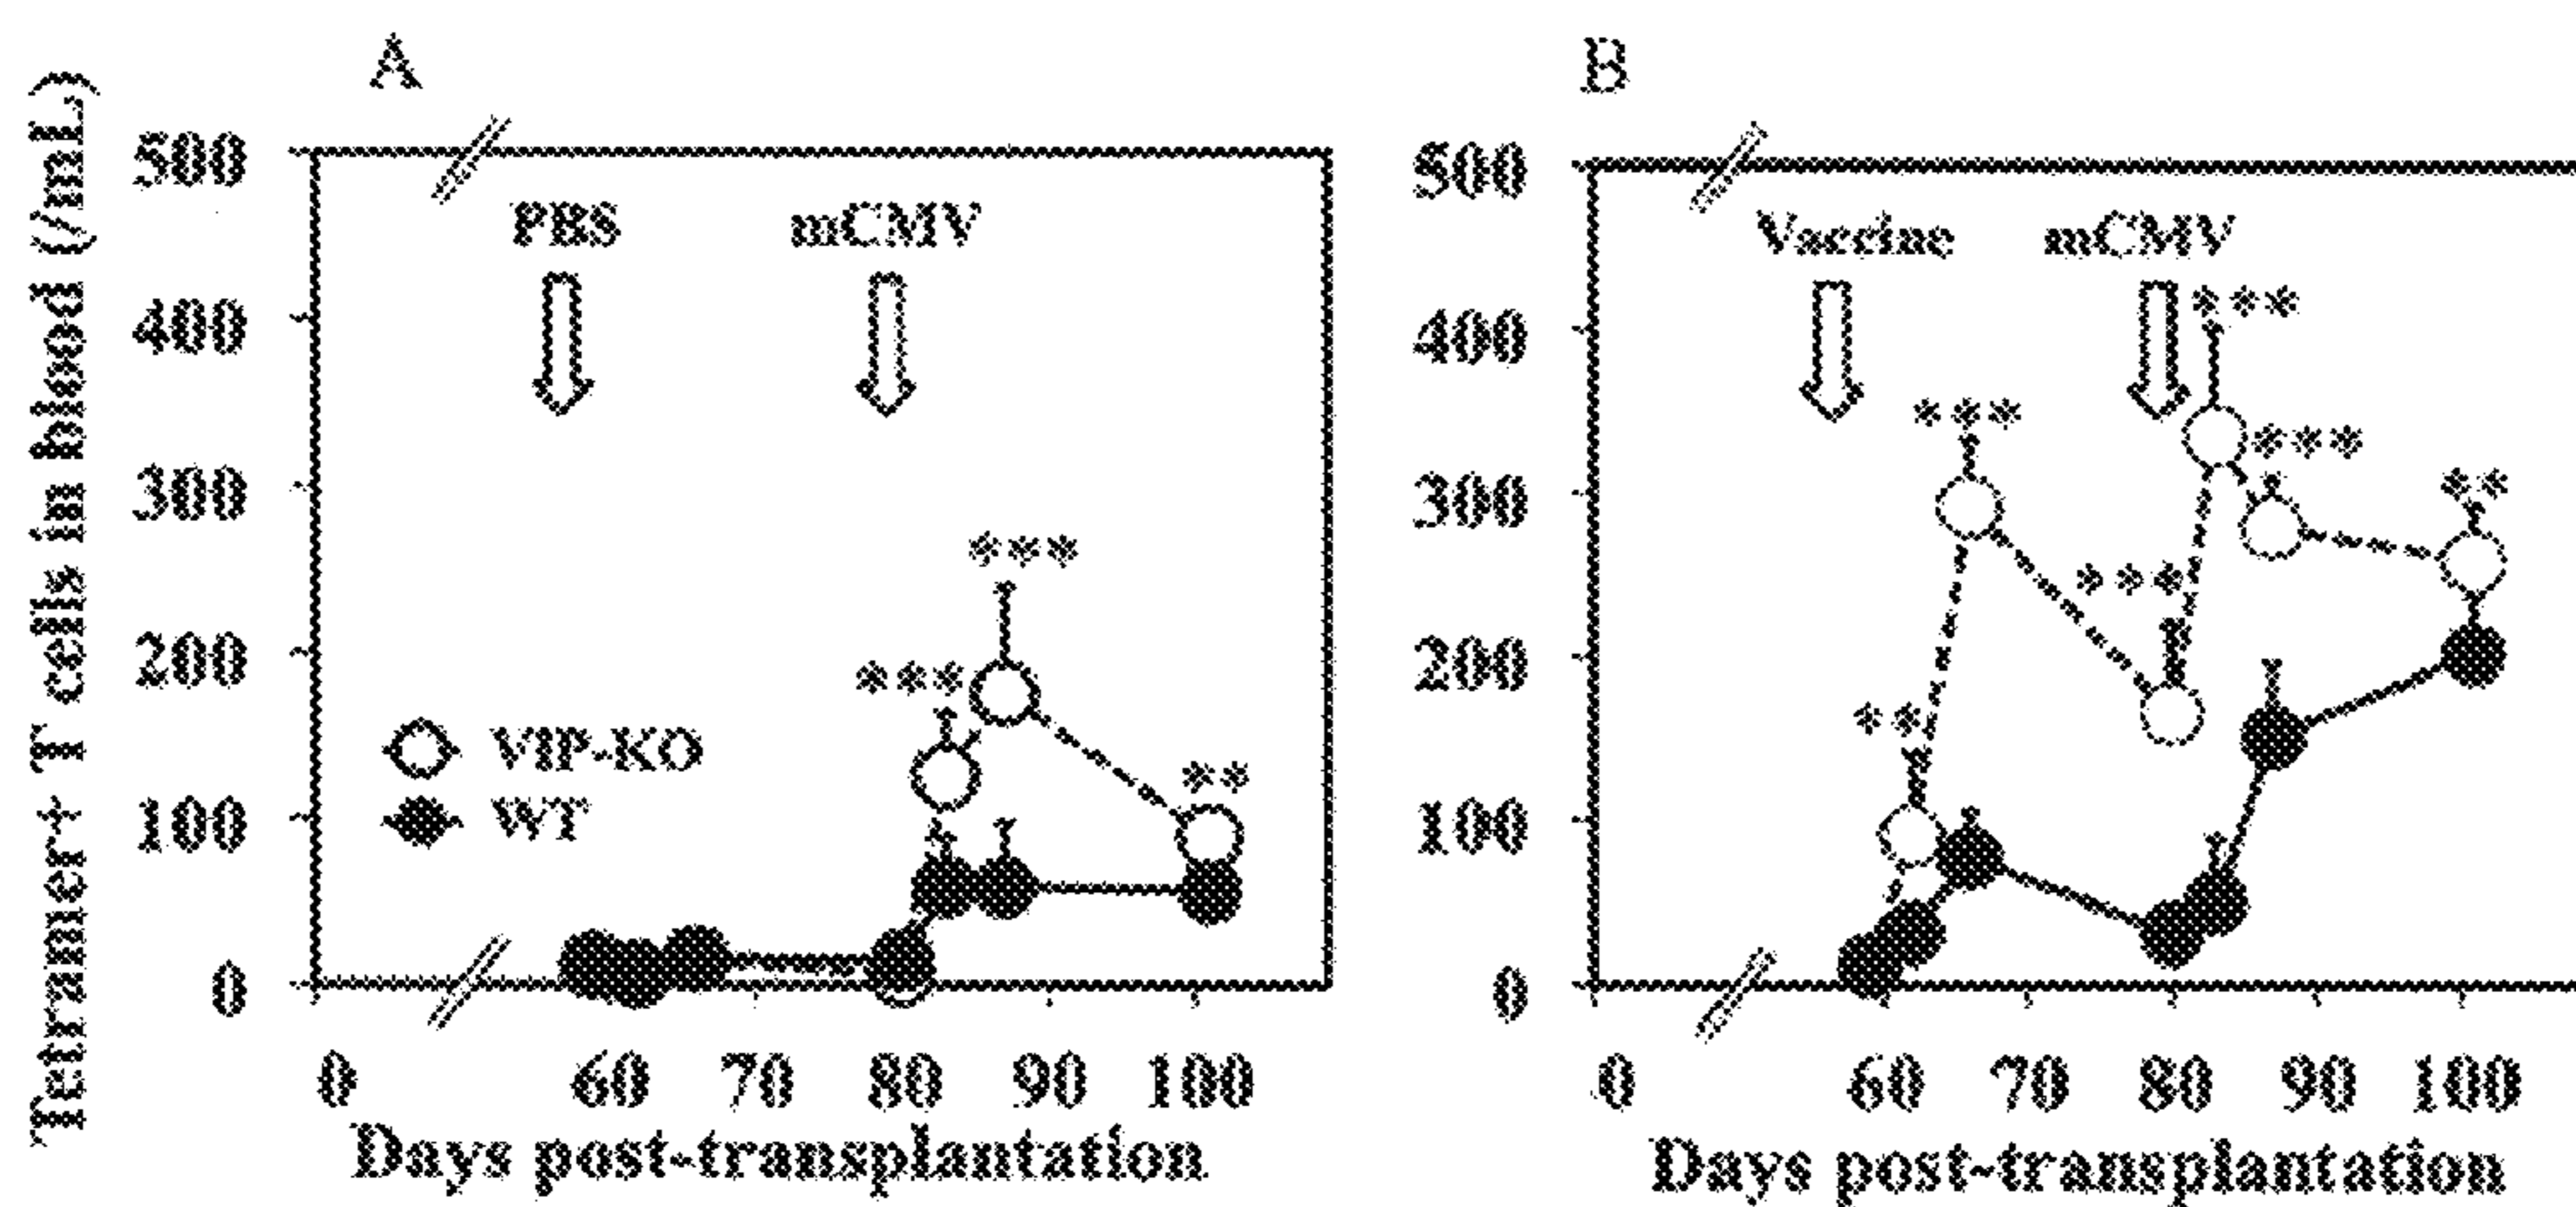 A
Tetramer+ T cells in blood (/mL)
500
400
300
200
100
0
PBS
mCMV
***
***
**
VIP-KO
WT
0 60 70 80 90 100
Days post-transplantation
B
500
400
300
200
100
0
Vaccine
mCMV
***
***
***
**
***
**
0 60 70 80 90 100
Days post-transplantation